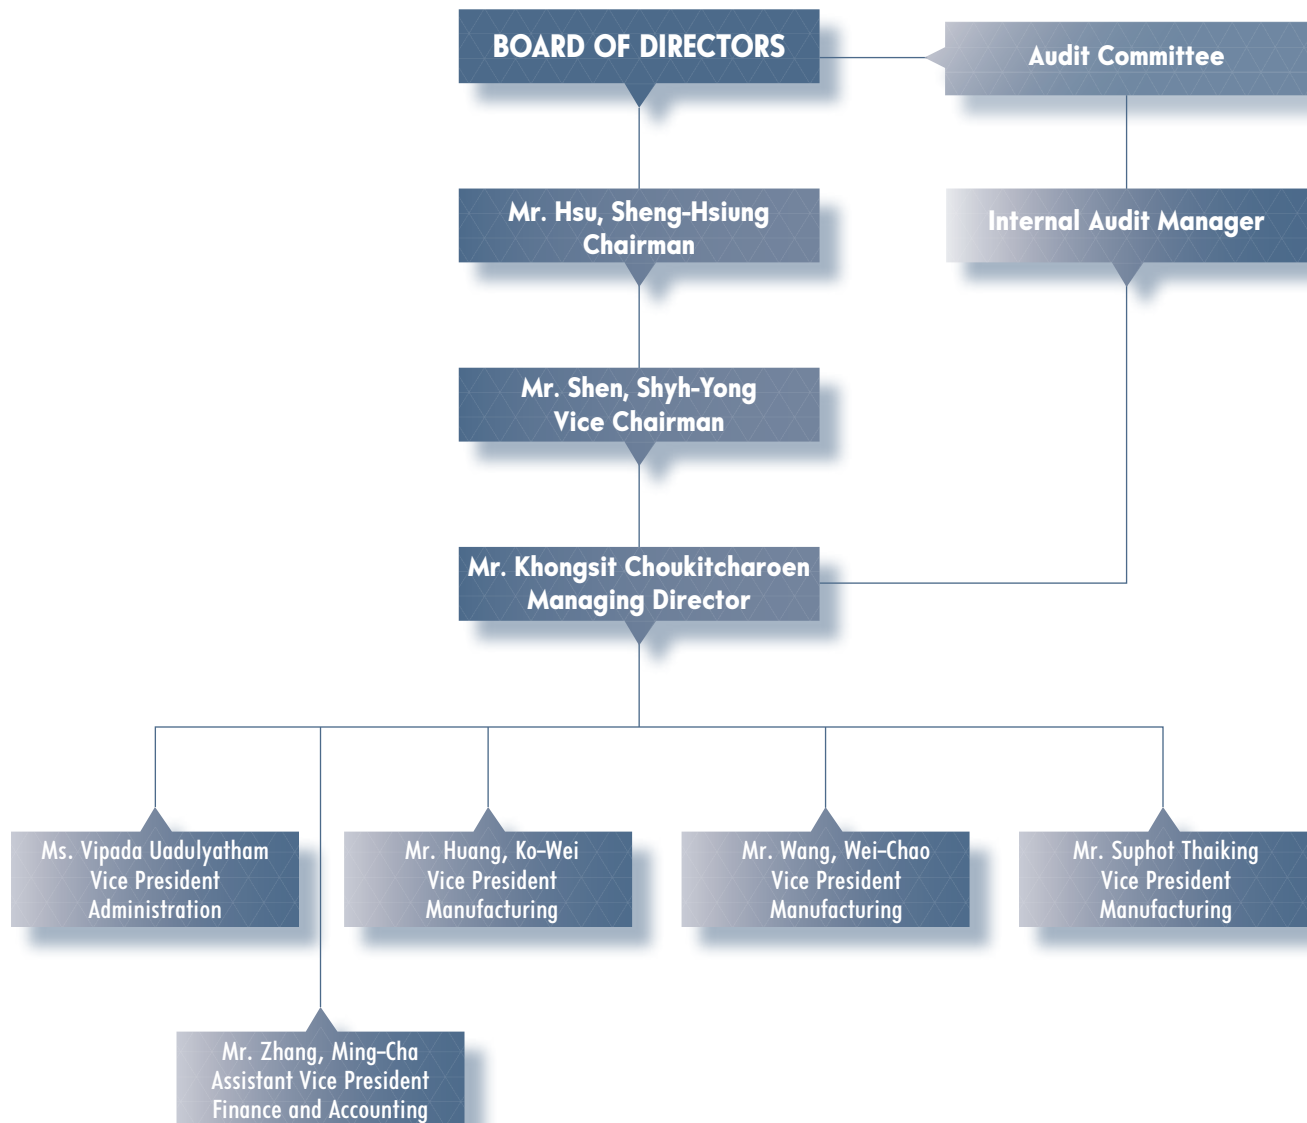 BOARD OF DIRECTORS
Audit Committee
Mr. Hsu, Sheng-Hsiung
Chairman
Internal Audit Manager
Mr. Shen, Shyh-Yong
Vice Chairman
Mr. Khongsit Choukitcharoen
Managing Director
Ms. Vipada Uadulyatham
Vice President
Administration
Mr. Huang, Ko-Wei
Vice President
Manufacturing
Mr. Wang, Wei-Chao
Vice President
Manufacturing
Mr. Suphot Thaiking
Vice President
Manufacturing
Mr. Zhang, Ming-Cha
Assistant Vice President
Finance and Accounting